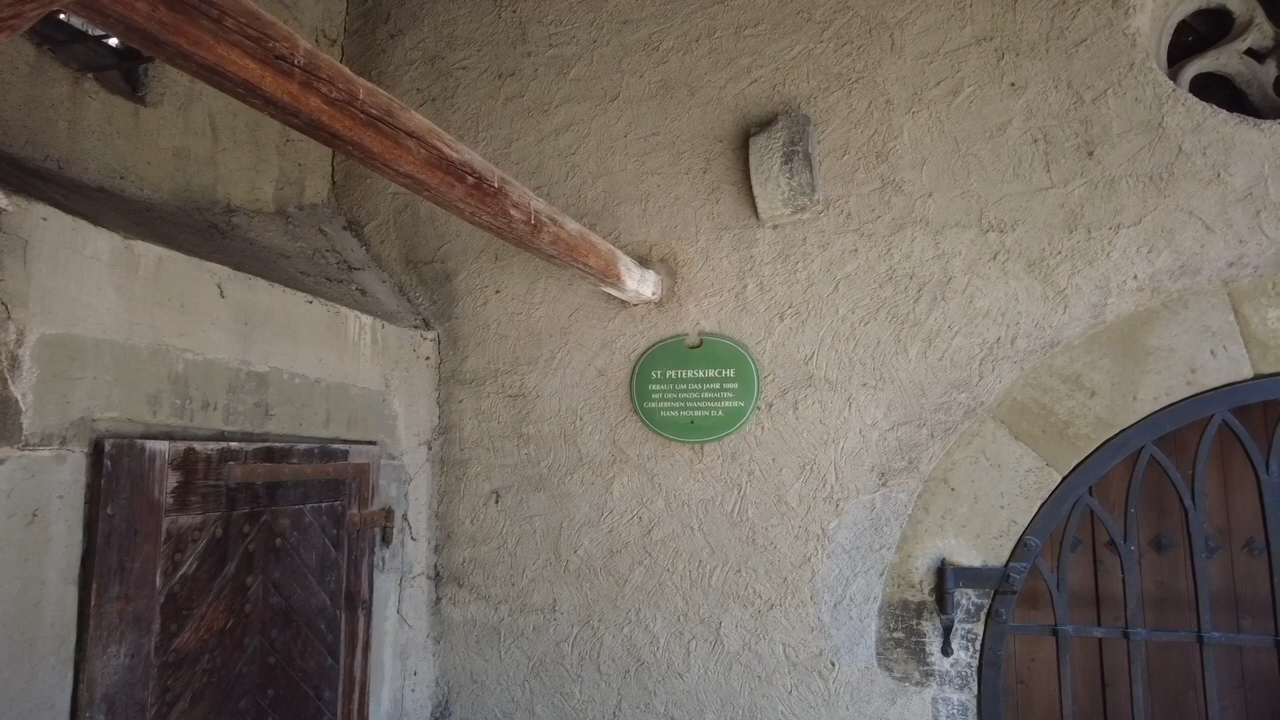 ST. PETERSKIRCHE
ERBAUT UM DAS JAHR 1000
MIT DEN EINZIG ERHALTEN-
GEBLIEBENEN WANDMALEREIEN
HANS HOLBEIN D.Ä.